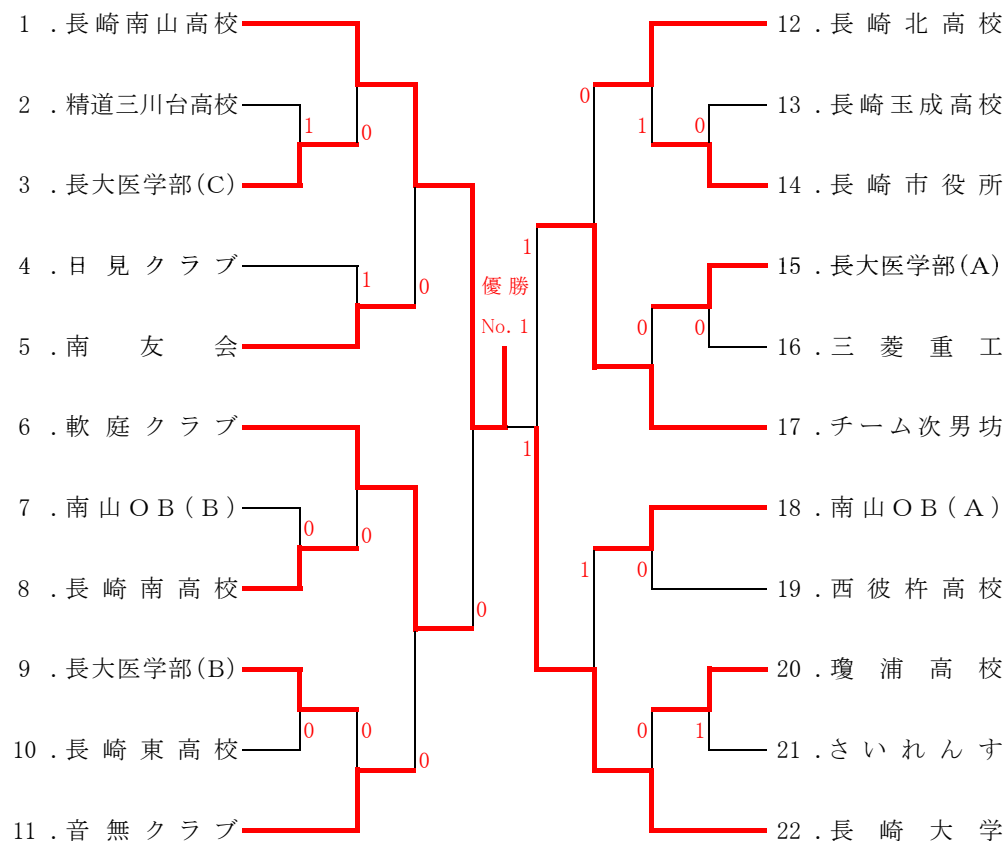 1 .長崎南山高校
2 .精道三川台高校
1
0
3 .長大医学部(C)
4 .日見クラブ
1
0
5 .南友会
6 .軟庭クラブ
7 .南山OB(B)
0
0
8 .長崎南高校
0
9 .長大医学部(B)
0
0
10 .長崎東高校
0
11 .音無クラブ
優勝
No. 1
1
1
12 .長崎北高校
0
13 .長崎玉成高校
1
0
14 .長崎市役所
15 .長大医学部(A)
0
0
16 .三菱重工
17 .チーム次男坊
18 .南山OB(A)
1
0
19 .西彼杵高校
20 .瓊浦高校
0
1
21 .さいれんす
22 .長崎大学